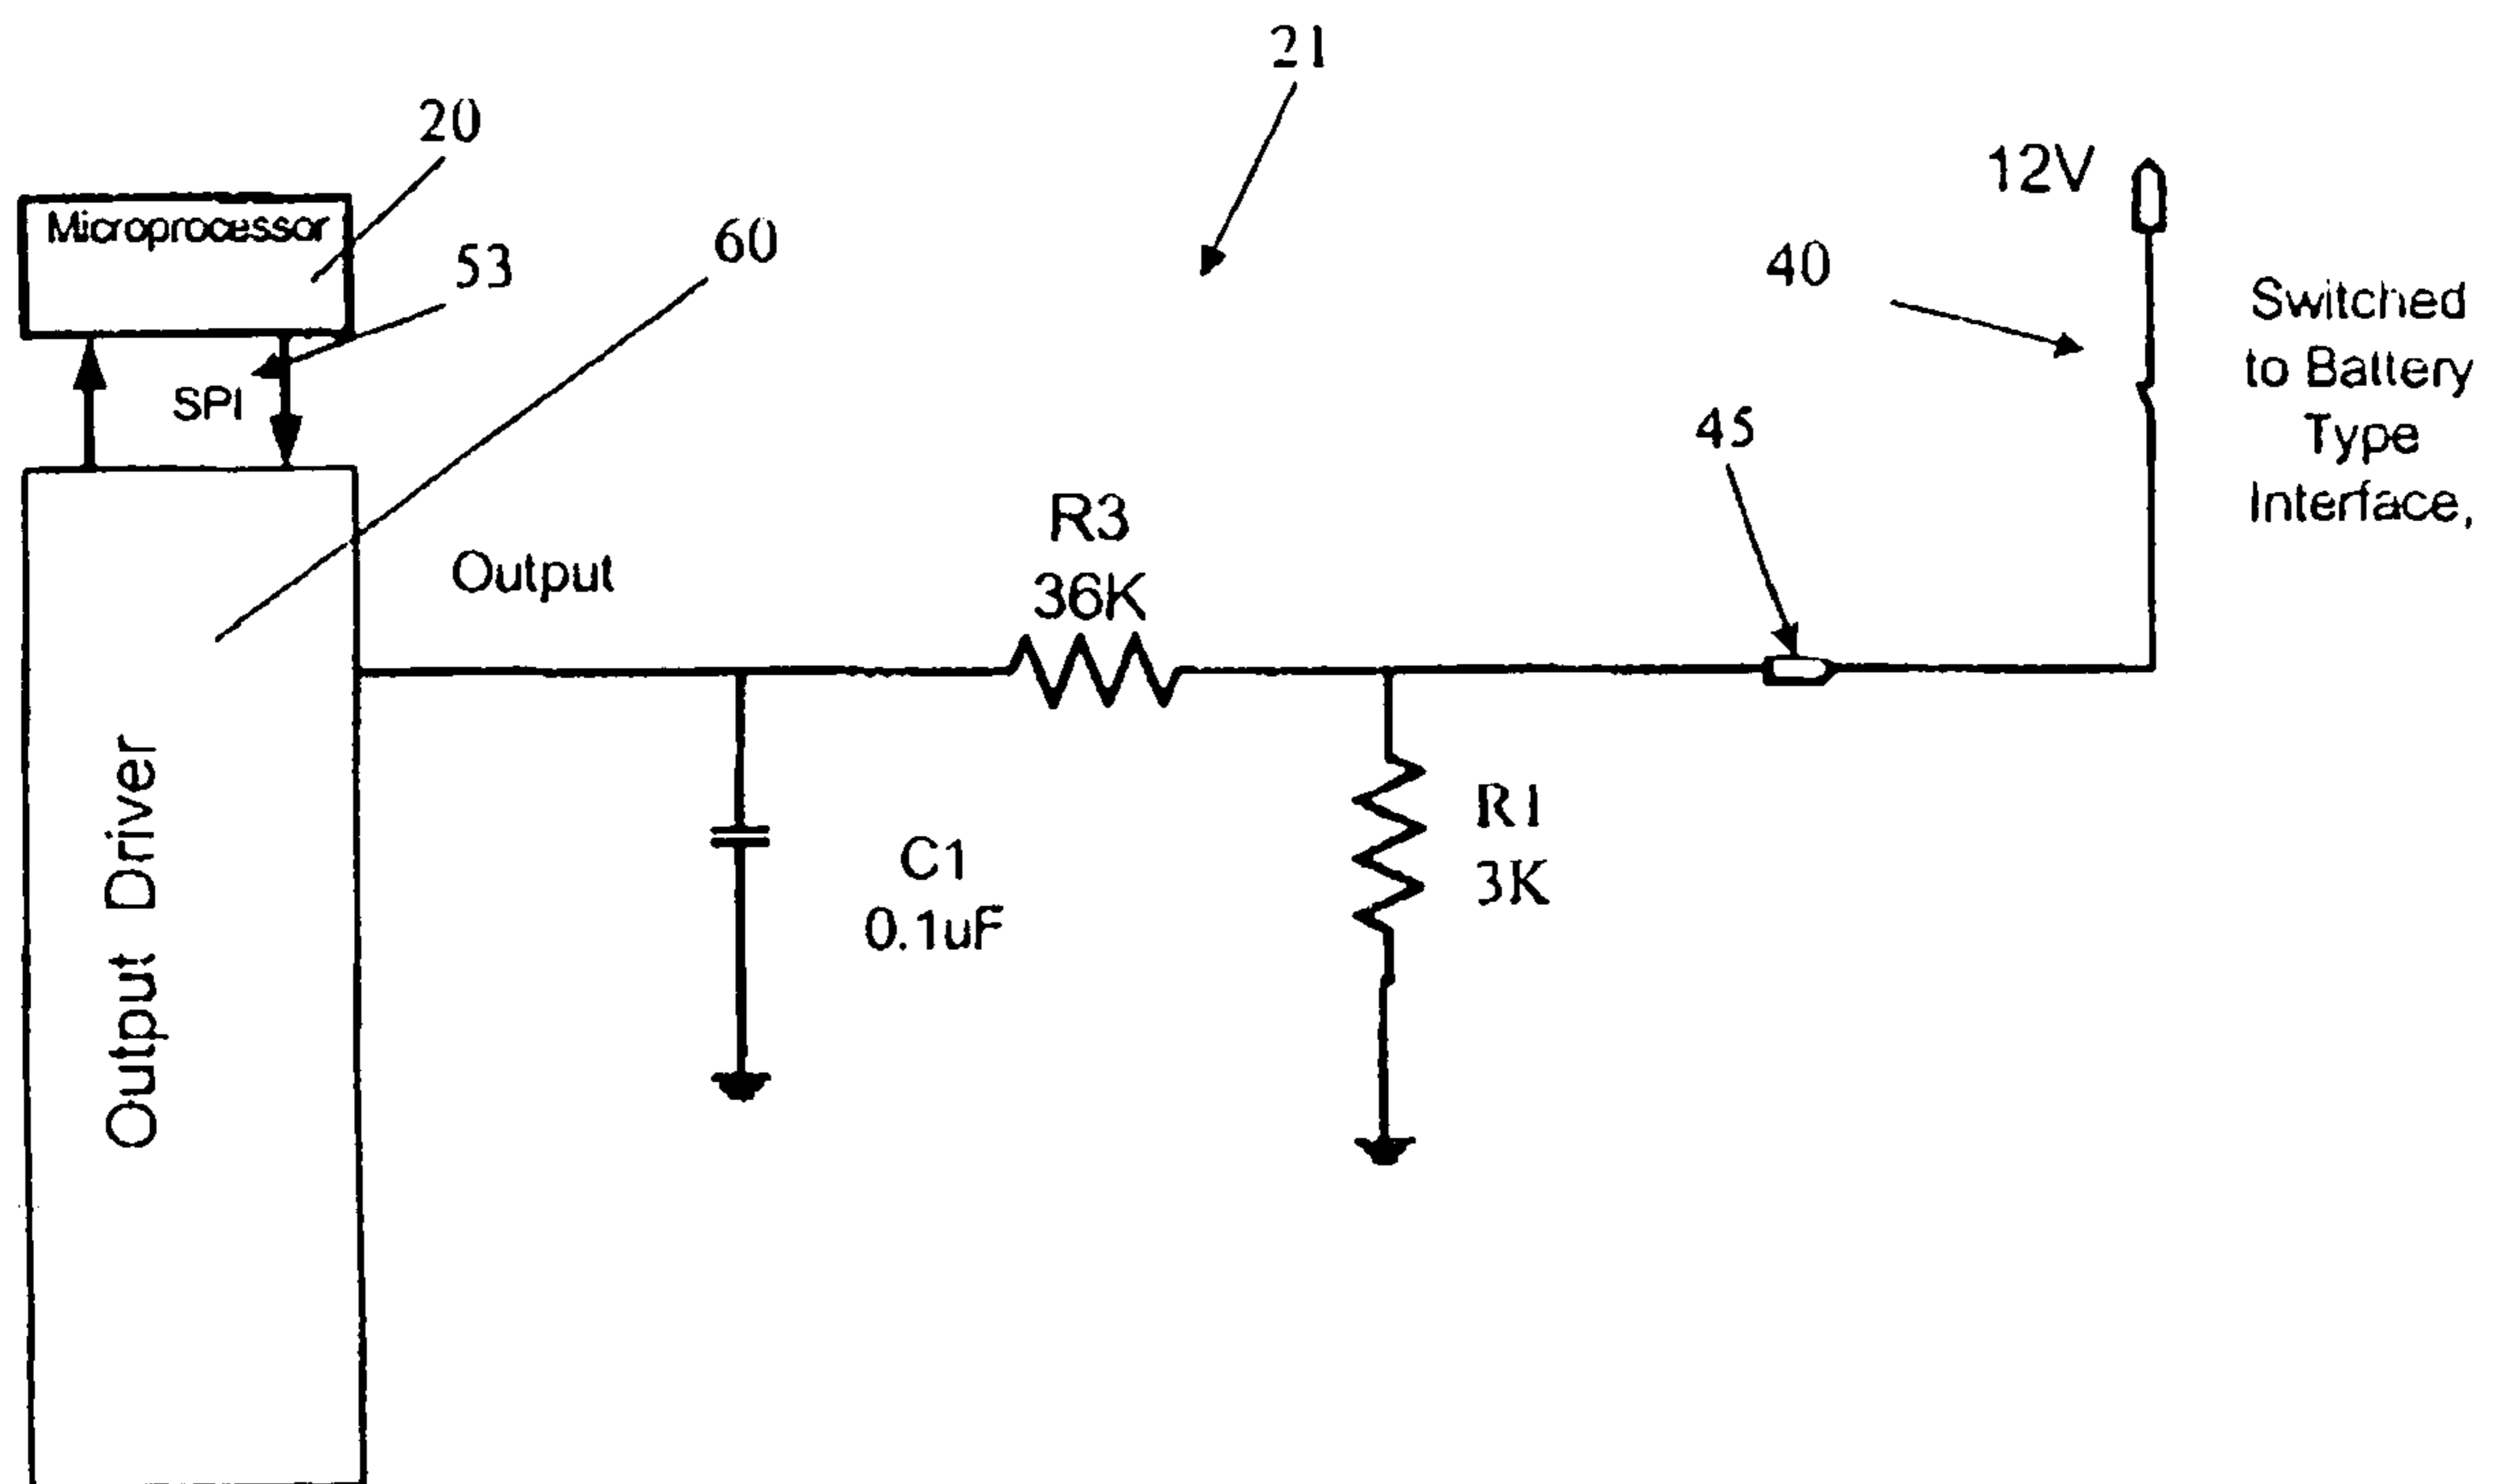 21
20
12V
Microprocessor
60
53
40
Switched
to Battery
Type
Interface,
SPI
45
R3
36K
Output
Output Driver
R1
3K
C1
0.1uF